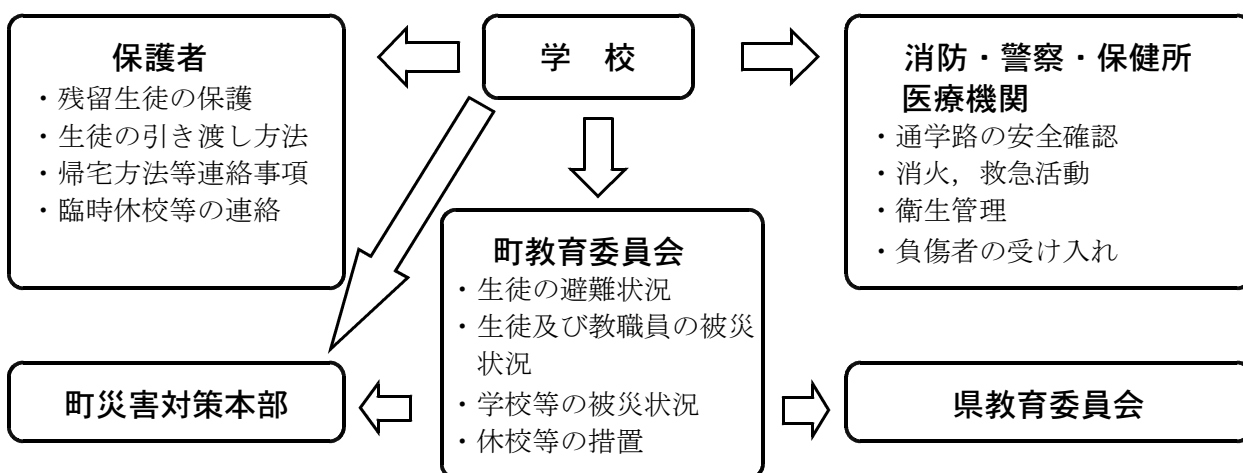 保護者
・残留生徒の保護
・生徒の引き渡し方法
・帰宅方法等連絡事項
・臨時休校等の連絡
学　校
消防・警察・保健所
医療機関
・通学路の安全確認
・消火，救急活動
・衛生管理
・負傷者の受け入れ
町教育委員会
・生徒の避難状況
・生徒及び教職員の被災
状況
・学校等の被災状況
・休校等の措置
町災害対策本部
県教育委員会